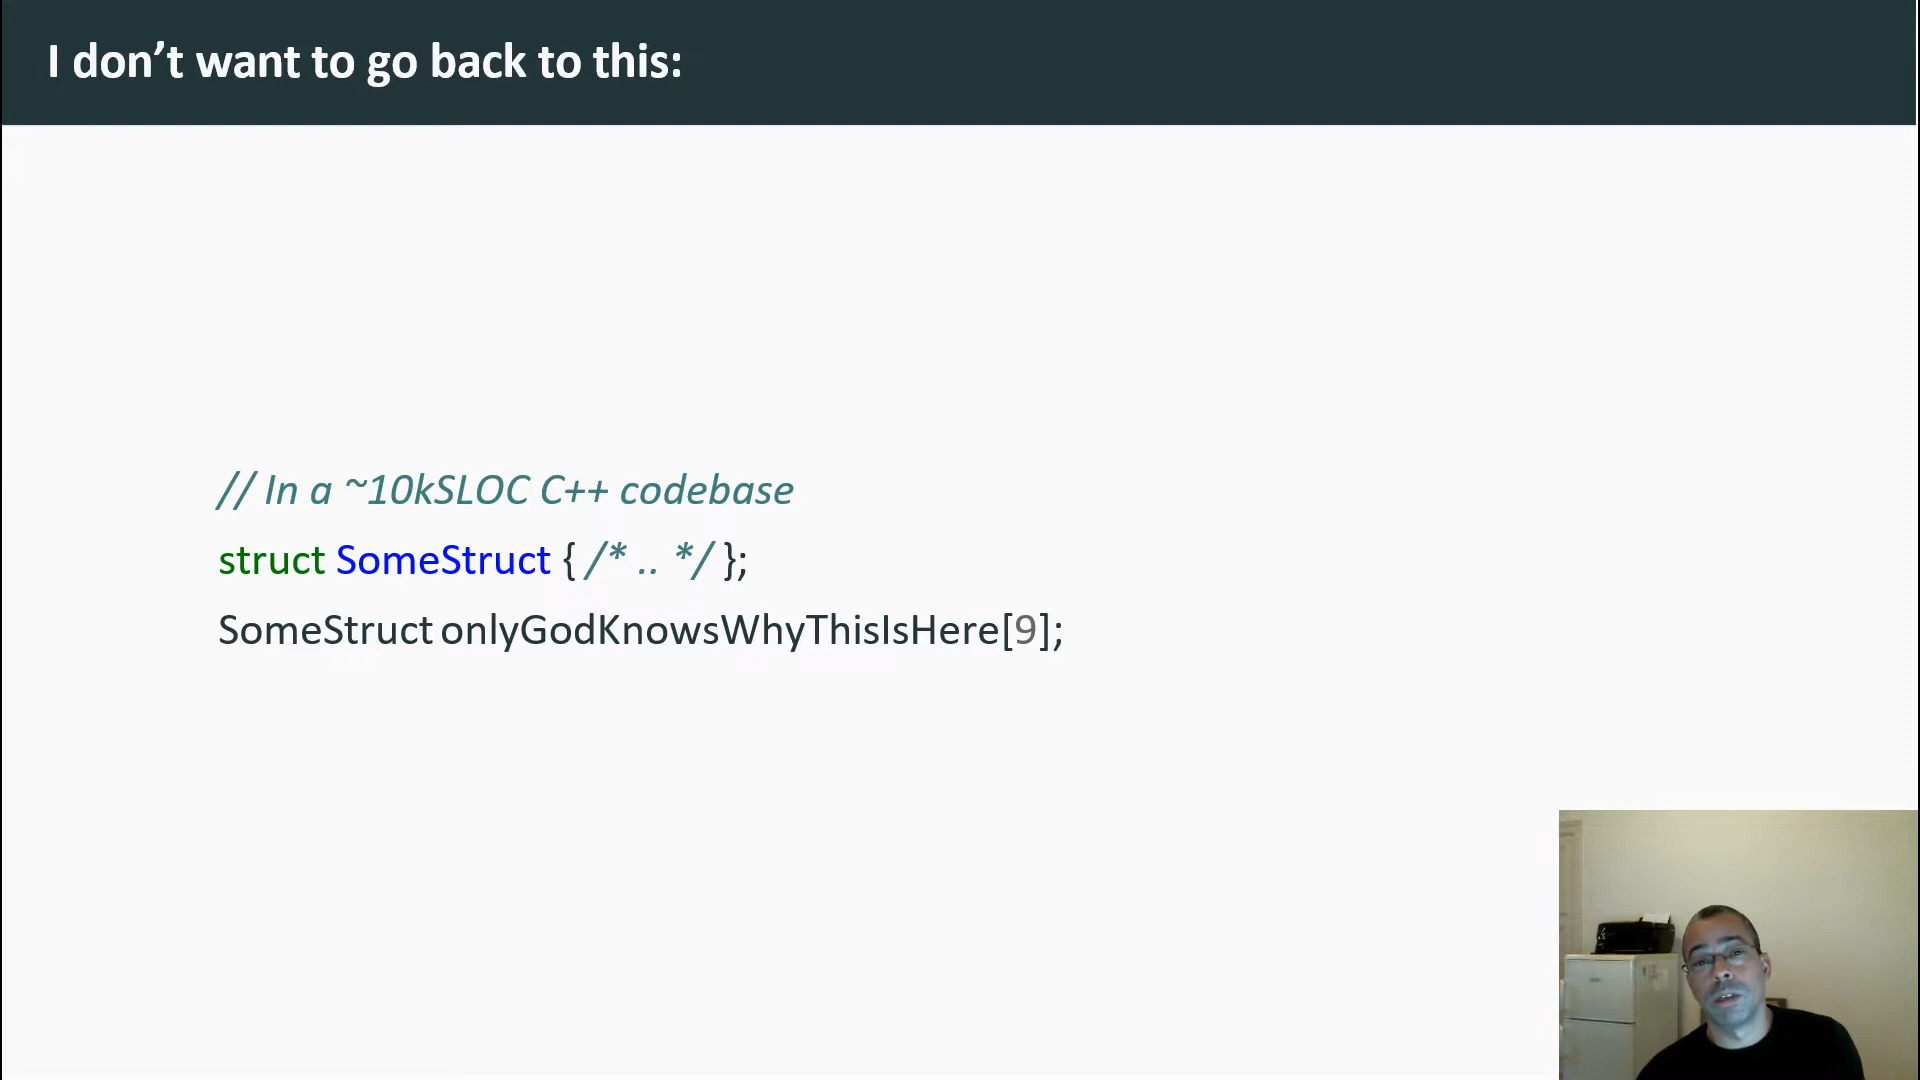 I don’t want to go back to this:
// In a ~10kSLOC C++ codebase
struct SomeStruct { /* .. */ };
SomeStruct onlyGodKnowsWhyThisIsHere[9];